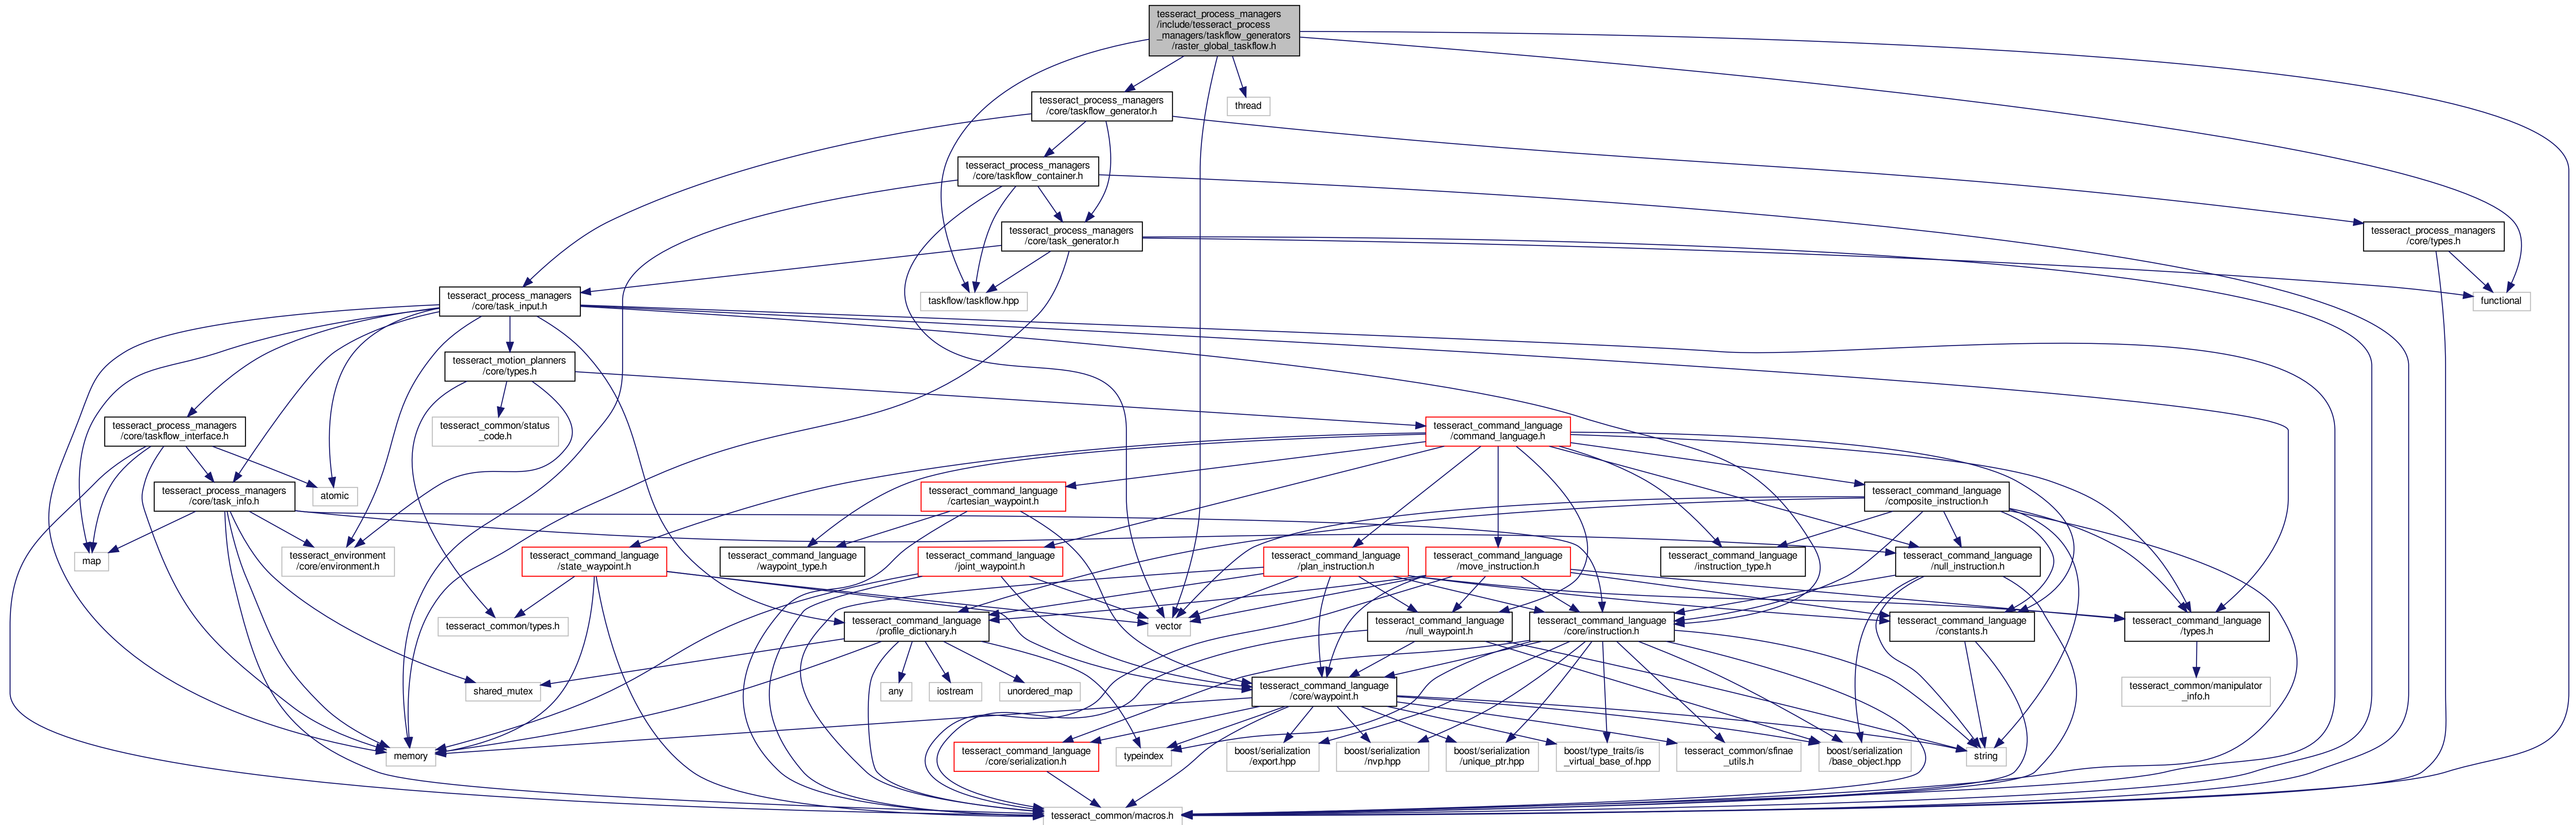 tesseract_process_managers
/include/tesseract_process
_managers/taskflow_generators
/raster_global_taskflow.h
tesseract_process_managers
/core/taskflow_generator.h
thread
tesseract_process_managers
/core/taskflow_container.h
tesseract_process_managers
/core/task_generator.h
tesseract_process_managers
/core/types.h
tesseract_process_managers
/core/task_input.h
taskflow/taskflow.hpp
functional
tesseract_motion_planners
/core/types.h
tesseract_process_managers
/core/taskflow_interface.h
tesseract_common/status
_code.h
tesseract_command_language
/command_language.h
tesseract_process_managers
/core/task_info.h
atomic
tesseract_command_language
/cartesian_waypoint.h
tesseract_command_language
/composite_instruction.h
map
tesseract_environment
/core/environment.h
tesseract_command_language
/state_waypoint.h
tesseract_command_language
/waypoint_type.h
tesseract_command_language
/joint_waypoint.h
tesseract_command_language
/plan_instruction.h
tesseract_command_language
/move_instruction.h
tesseract_command_language
/instruction_type.h
tesseract_command_language
/null_instruction.h
tesseract_common/types.h
tesseract_command_language
/profile_dictionary.h
vector
tesseract_command_language
/null_waypoint.h
tesseract_command_language
/core/instruction.h
tesseract_command_language
/constants.h
tesseract_command_language
/types.h
shared_mutex
any
iostream
unordered_map
tesseract_command_language
/core/waypoint.h
tesseract_common/manipulator
_info.h
memory
tesseract_command_language
/core/serialization.h
typeindex
boost/serialization
/export.hpp
boost/serialization
/nvp.hpp
boost/serialization
/unique_ptr.hpp
boost/type_traits/is
_virtual_base_of.hpp
tesseract_common/sfinae
_utils.h
boost/serialization
/base_object.hpp
string
tesseract_common/macros.h